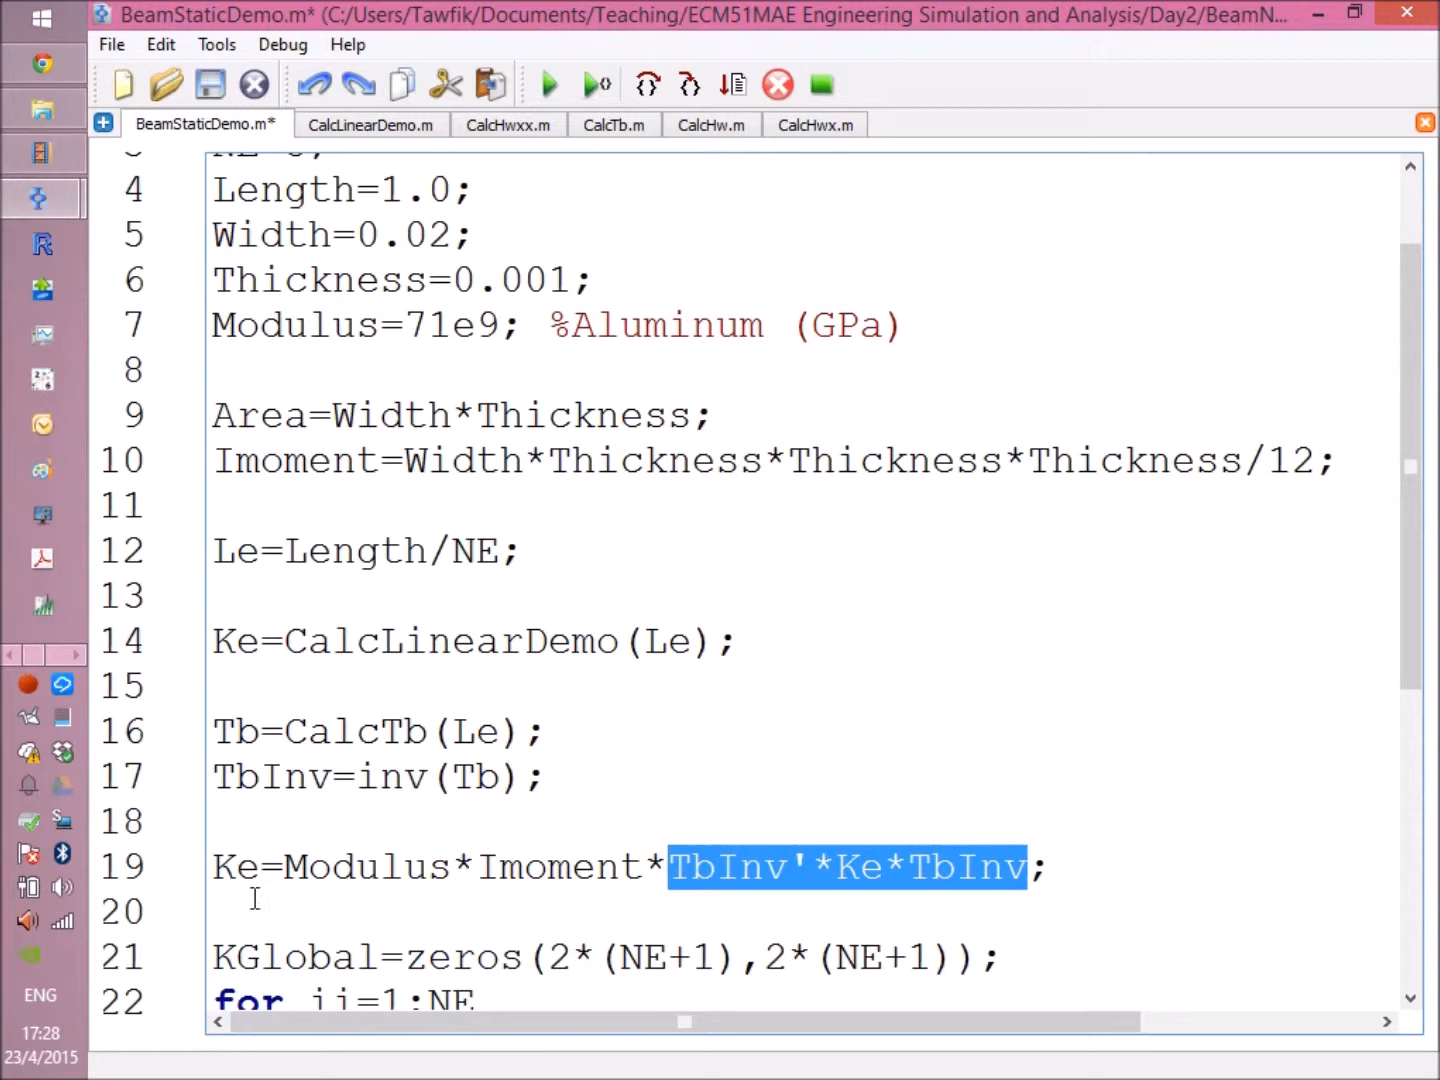 BeamStaticDemo.m* (C:/Users/Tawfik/Documents/Teaching/ECM51MAE Engineering Simulation and Analysis/Day2/BeamN...
File Edit Tools Debug Help
BeamStaticDemo.m* CalcLinearDemo.m CalcHwxx.m CalcTb.m CalcHw.m CalcHwx.m
4 Length=1.0;
5 Width=0.02;
6 Thickness=0.001;
7 Modulus=71e9; %Aluminum (GPa)
8
9 Area=Width*Thickness;
10 Imoment=Width*Thickness*Thickness*Thickness/12;
11
12 Le=Length/NE;
13
14 Ke=CalcLinearDemo(Le);
15
16 Tb=CalcTb(Le);
17 TbInv=inv(Tb);
18
19 Ke=Modulus*Imoment*TbInv'*Ke*TbInv;
20
21 KGlobal=zeros(2*(NE+1),2*(NE+1));
22 for ii=1:NE
ENG
17:28
23/4/2015